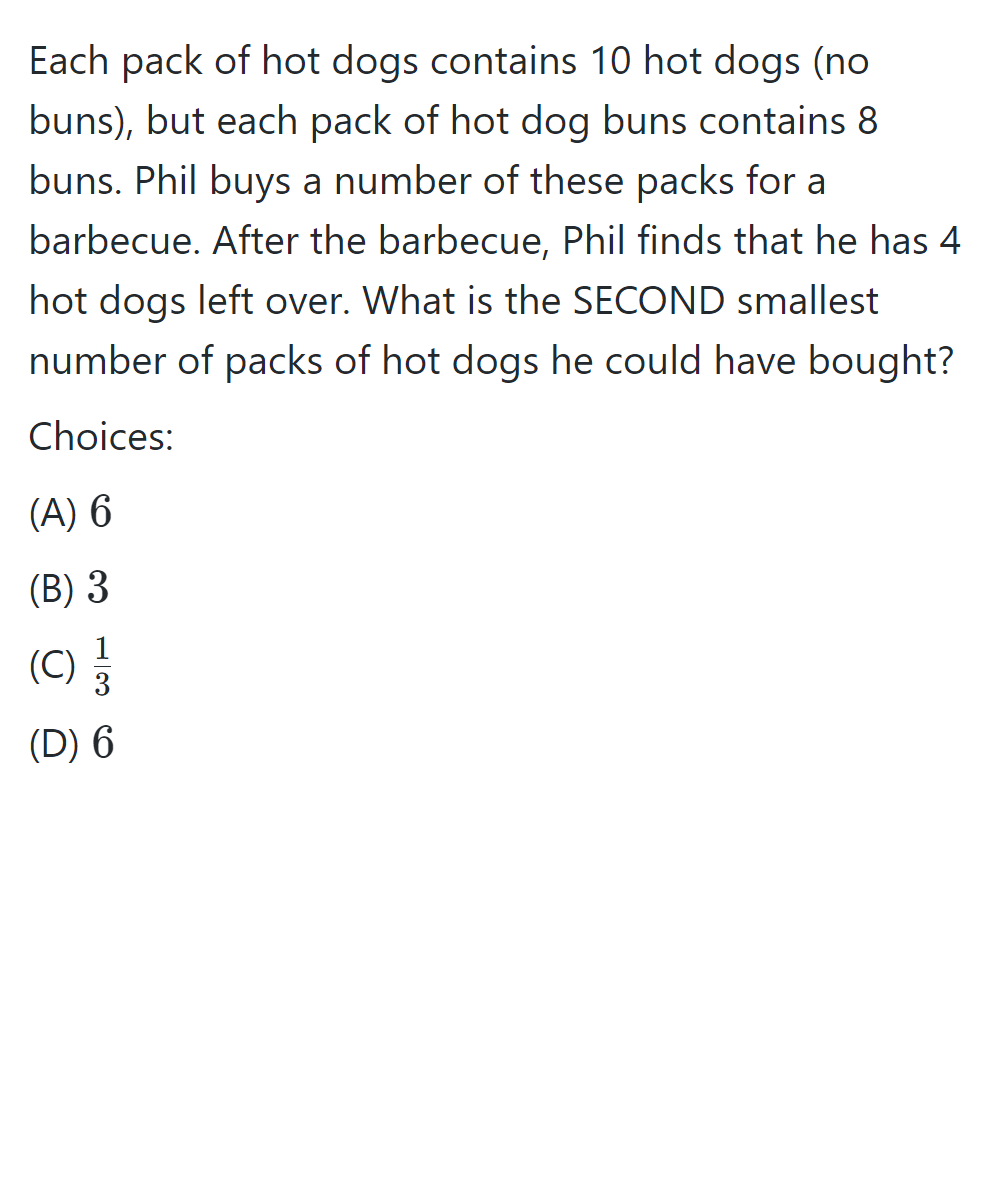 Each pack of hot dogs contains 10 hot dogs (no
buns), but each pack of hot dog buns contains 8
buns. Phil buys a number of these packs for a
barbecue. After the barbecue, Phil finds that he has 4
hot dogs left over. What is the SECOND smallest
number of packs of hot dogs he could have bought?
Choices:
(A) 6
(B) 3
(C) \frac{1}{3}
(D) 6